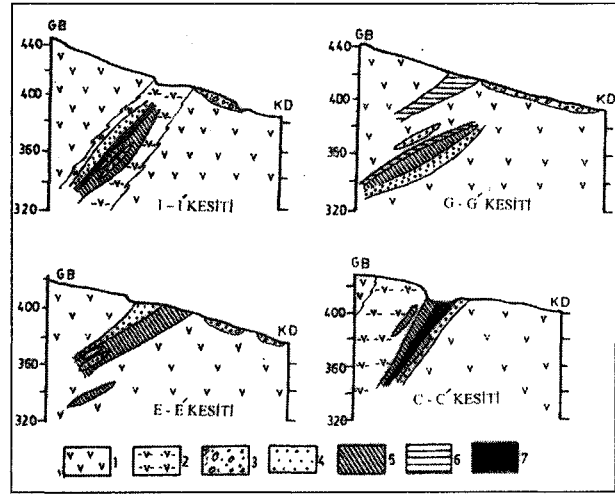 GB
440
400
360
320
KD
I - I' KESİTİ
GB
440
400
360
320
KD
G - G' KESİTİ
GB
400
360
320
KD
E - E' KESİTİ
GB
400
360
320
KD
C - C' KESİTİ
1 2 3 4 5 6 7